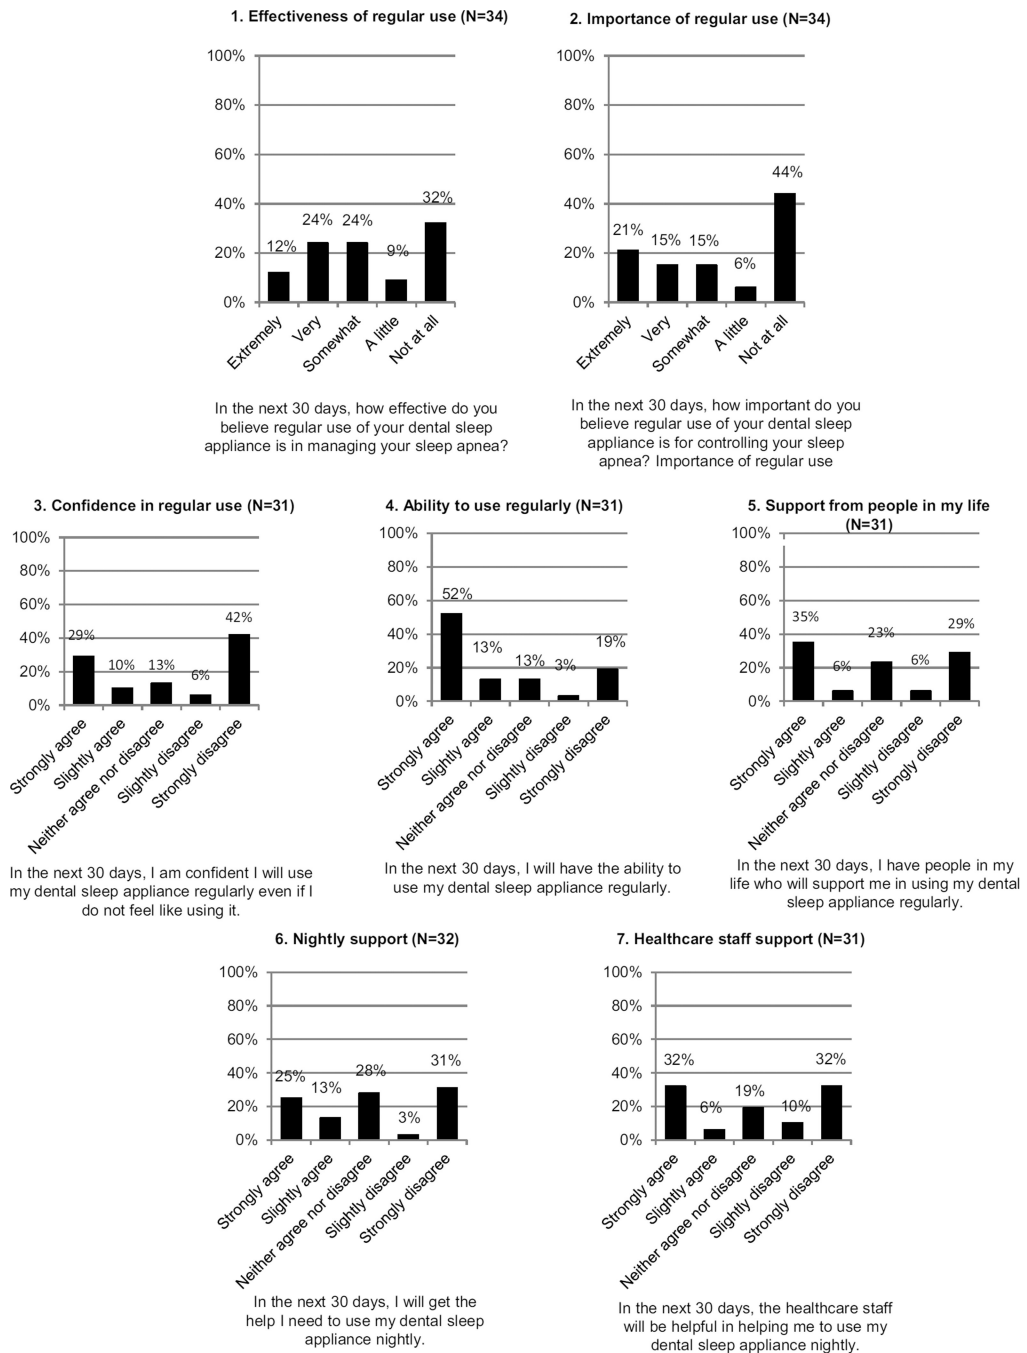 1. Effectiveness of regular use (N=34)
100%
80%
60%
40%
20%
0%
12%
24%
24%
9%
32%
Extremely
Very
Somewhat
A little
Not at all
In the next 30 days, how effective do you
believe regular use of your dental sleep
appliance is in managing your sleep apnea?
2. Importance of regular use (N=34)
100%
80%
60%
40%
20%
0%
21%
15%
15%
6%
44%
Extremely
Very
Somewhat
A little
Not at all
In the next 30 days, how important do you
believe regular use of your dental sleep
appliance is for controlling your sleep
apnea? Importance of regular use
3. Confidence in regular use (N=31)
100%
80%
60%
40%
20%
0%
29%
10%
13%
6%
42%
Strongly agree
Slightly agree
Neither agree nor disagree
Slightly disagree
Strongly disagree
In the next 30 days, I am confident I will use
my dental sleep appliance regularly even if I
do not feel like using it.
4. Ability to use regularly (N=31)
100%
80%
60%
40%
20%
0%
52%
13%
13%
3%
19%
Strongly agree
Slightly agree
Neither agree nor disagree
Slightly disagree
Strongly disagree
In the next 30 days, I will have the ability to
use my dental sleep appliance regularly.
5. Support from people in my life
(N=31)
100%
80%
60%
40%
20%
0%
35%
6%
23%
6%
29%
Strongly agree
Slightly agree
Neither agree nor disagree
Slightly disagree
Strongly disagree
In the next 30 days, I have people in my
life who will support me in using my dental
sleep appliance regularly.
6. Nightly support (N=32)
100%
80%
60%
40%
20%
0%
25%
13%
28%
3%
31%
Strongly agree
Slightly agree
Neither agree nor disagree
Slightly disagree
Strongly disagree
In the next 30 days, I will get the
help I need to use my dental sleep
appliance nightly.
7. Healthcare staff support (N=31)
100%
80%
60%
40%
20%
0%
32%
6%
19%
10%
32%
Strongly agree
Slightly agree
Neither agree nor disagree
Slightly disagree
Strongly disagree
In the next 30 days, the healthcare staff
will be helpful in helping me to use my
dental sleep appliance nightly.